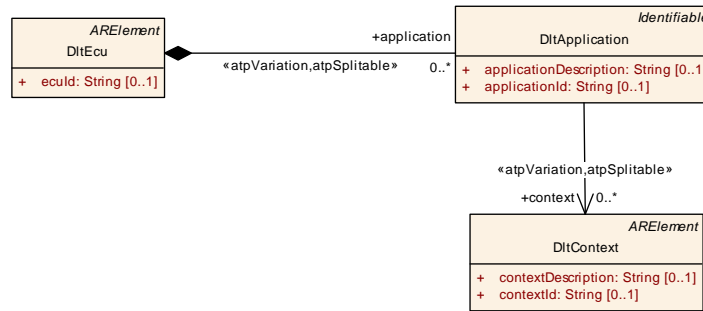 ARElement
DltEcu
+ ecuId: String [0..1]
+application
«atpVariation,atpSplitable»
0..*
Identifiable
DltApplication
+ applicationDescription: String [0..1
+ applicationId: String [0..1]
«atpVariation,atpSplitable»
+context
0..*
ARElement
DltContext
+ contextDescription: String [0..1]
+ contextId: String [0..1]